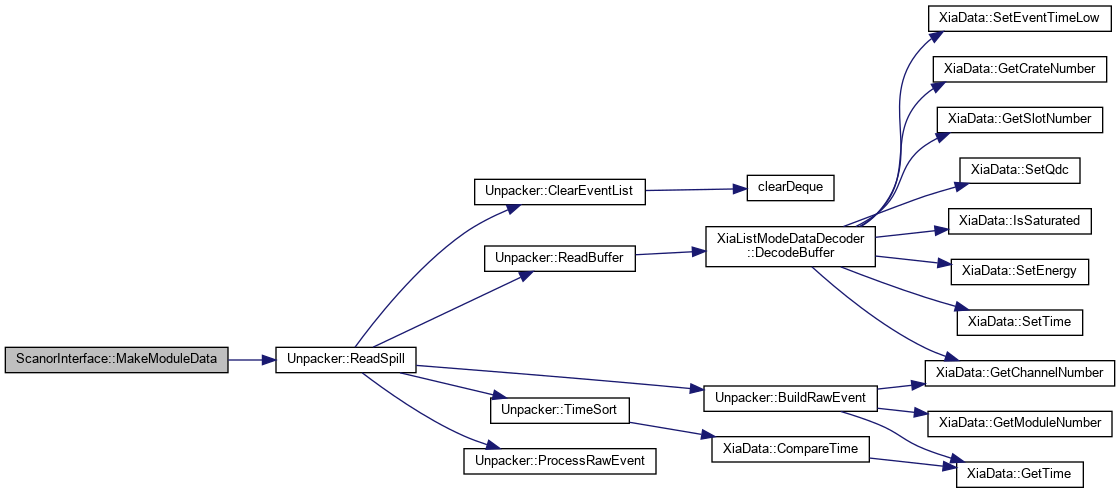 XiaData::SetEventTimeLow
XiaData::GetCrateNumber
XiaData::GetSlotNumber
XiaData::SetQdc
Unpacker::ClearEventList
clearDeque
XiaData::IsSaturated
XiaListModeDataDecoder
::DecodeBuffer
Unpacker::ReadBuffer
XiaData::SetEnergy
XiaData::SetTime
ScanorInterface::MakeModuleData
Unpacker::ReadSpill
XiaData::GetChannelNumber
Unpacker::BuildRawEvent
Unpacker::TimeSort
XiaData::GetModuleNumber
XiaData::CompareTime
Unpacker::ProcessRawEvent
XiaData::GetTime